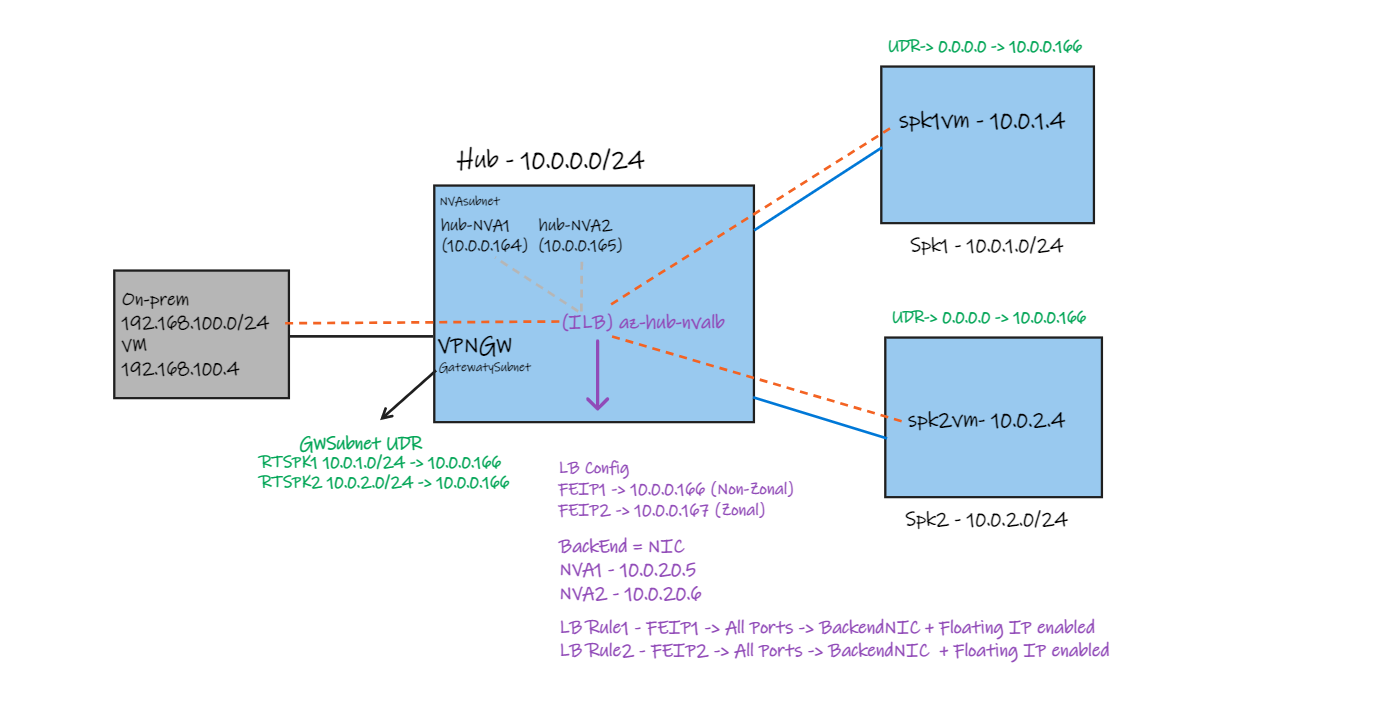 UDR-> 0.0.0.0 -> 10.0.0.166
spk1vm - 10.0.1.4
Spk1 - 10.0.1.0/24
Hub - 10.0.0.0/24
NVAsubnet
hub-NVA1
(10.0.0.164)
hub-NVA2
(10.0.0.165)
On-prem
192.168.100.0/24
VM
192.168.100.4
(ILB) az-hub-nvalb
VPNGW
GatewatySubnet
UDR-> 0.0.0.0 -> 10.0.0.166
spk2vm- 10.0.2.4
Spk2 - 10.0.2.0/24
GWSubnet UDR
RTSPK1 10.0.1.0/24 -> 10.0.0.166
RTSPK2 10.0.2.0/24 -> 10.0.0.166
LB Config
FEIP1 -> 10.0.0.166 (Non-Zonal)
FEIP2 -> 10.0.0.167 (Zonal)
BackEnd = NIC
NVA1 - 10.0.20.5
NVA2 - 10.0.20.6
LB Rule1 - FEIP1 -> All Ports -> BackendNIC + Floating IP enabled
LB Rule2 - FEIP2 -> All Ports -> BackendNIC + Floating IP enabled